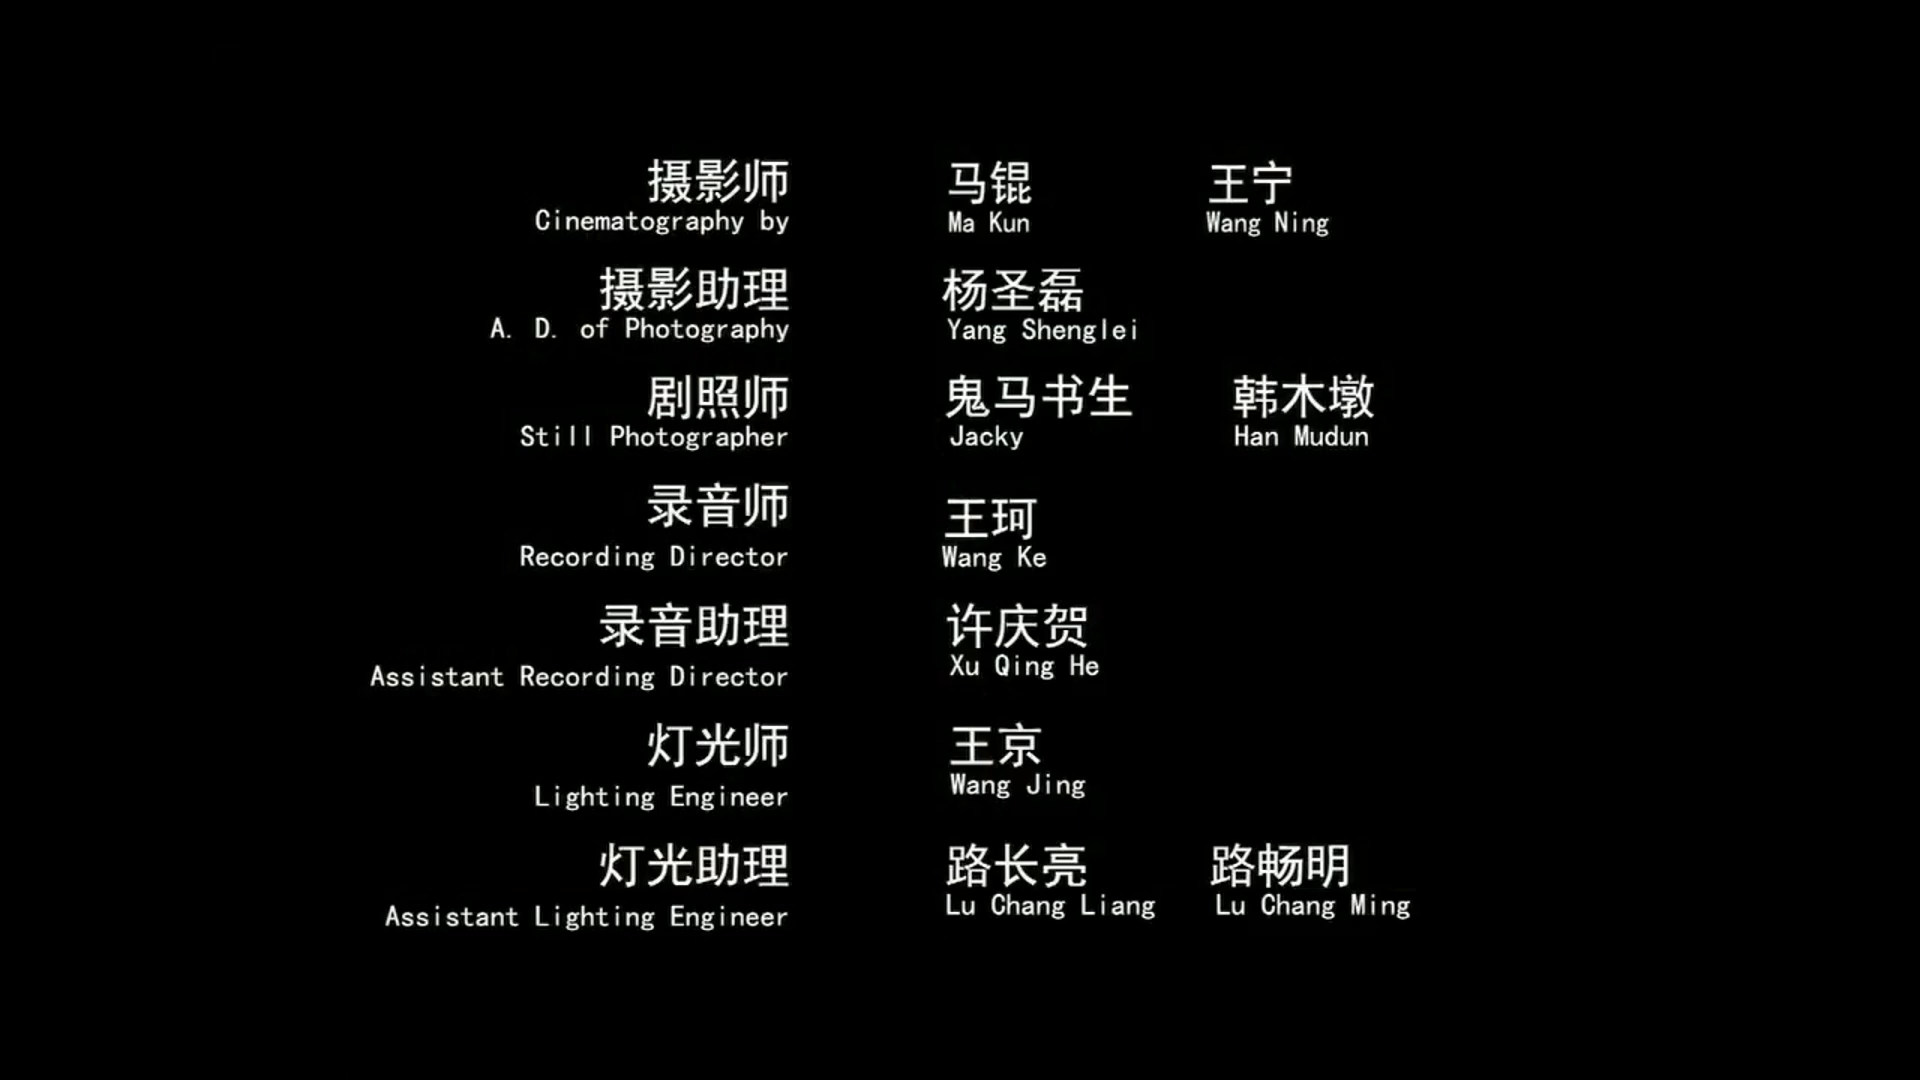 摄影师 马锟 王宁
Cinematography by Ma Kun Wang Ning
摄影助理 杨圣磊
A. D. of Photography Yang Shenglei
剧照师 鬼马书生 韩木墩
Still Photographer Jacky Han Mudun
录音师 王珂
Recording Director Wang Ke
录音助理 许庆贺
Assistant Recording Director Xu Qing He
灯光师 王京
Lighting Engineer Wang Jing
灯光助理 路长亮 路畅明
Assistant Lighting Engineer Lu Chang Liang Lu Chang Ming